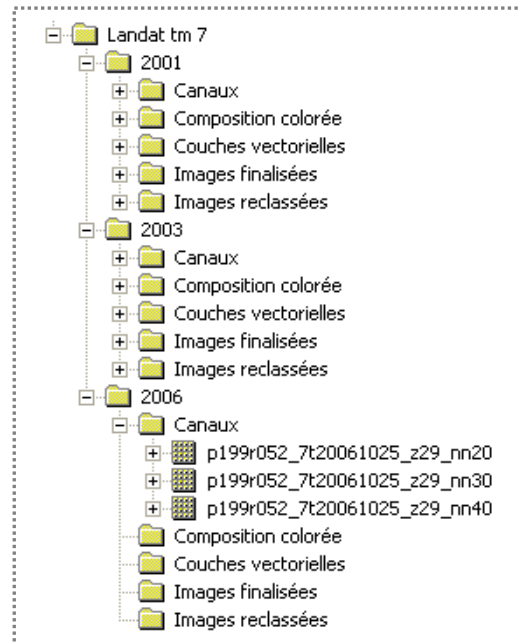 Landat tm 7
2001
Canaux
Composition colorée
Couches vectorielles
Images finalisées
Images reclassées
2003
Canaux
Composition colorée
Couches vectorielles
Images finalisées
Images reclassées
2006
Canaux
p199r052_7t20061025_z29_nn20
p199r052_7t20061025_z29_nn30
p199r052_7t20061025_z29_nn40
Composition colorée
Couches vectorielles
Images finalisées
Images reclassées